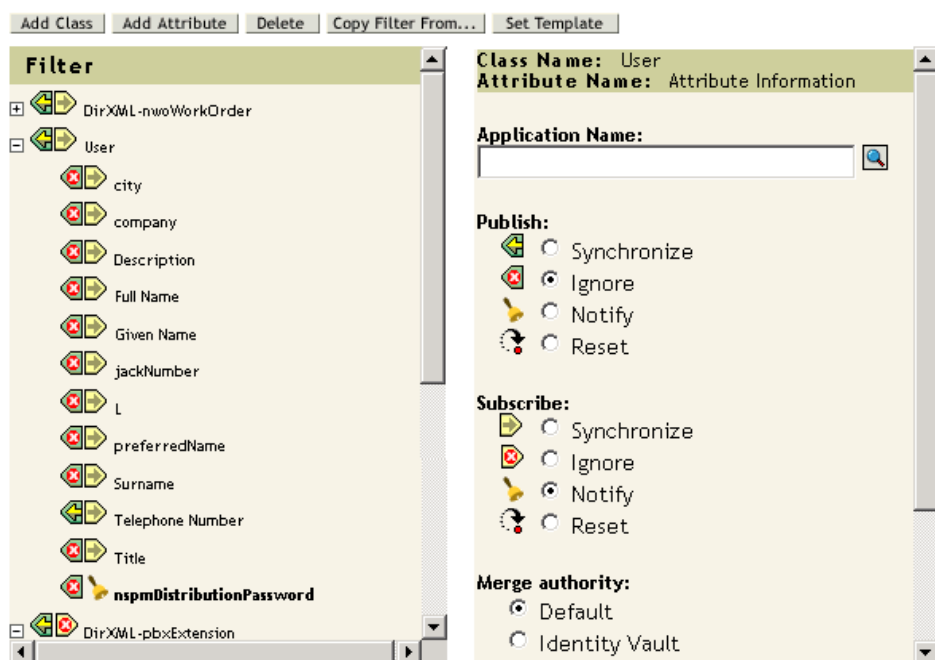 Add Class Add Attribute Delete Copy Filter From... Set Template
Filter
DirXML-nwoWorkOrder
User
city
company
Description
Full Name
Given Name
jackNumber
L
preferredName
Surname
Telephone Number
Title
nspmDistributionPassword
DirXML-pbxExtension
Class Name: User
Attribute Name: Attribute Information
Application Name:
Publish:
Synchronize
Ignore
Notify
Reset
Subscribe:
Synchronize
Ignore
Notify
Reset
Merge authority:
Default
Identity Vault